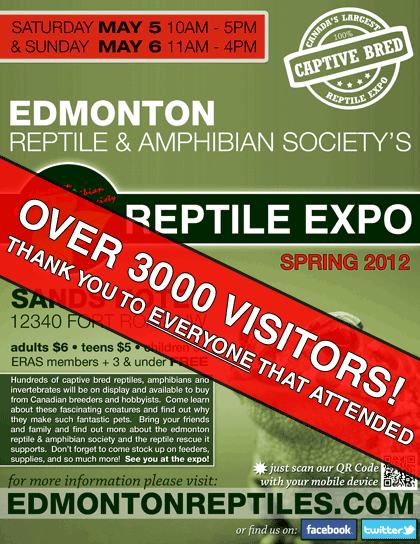 SATURDAY MAY 5 10AM - 5PM
& SUNDAY MAY 6 11AM - 4PM
CANADA'S LARGEST
100%
CAPTIVE BRED
REPTILE EXPO
EDMONTON
REPTILE & AMPHIBIAN SOCIETY'S
REPTILE EXPO
SPRING 2012
OVER 3000 VISITORS!
THANK YOU TO EVERYONE THAT ATTENDED
SANDS HOTEL
12340 FORT ROAD NW
adults $6 • teens $5 • children
ERAS members + 3 & under FREE
Hundreds of captive bred reptiles, amphibians and
invertebrates will be on display and available to buy
from Canadian breeders and hobbyists. Come learn
about these fascinating creatures and find out why
they make such fantastic pets. Bring your friends
and family and find out more about the edmonton
reptile & amphibian society and the reptile rescue it
supports. Don't forget to come stock up on feeders,
supplies, and so much more! See you at the expo!
just scan our QR Code
with your mobile device
for more information please visit:
EDMONTONREPTILES.COM
or find us on: facebook twitter